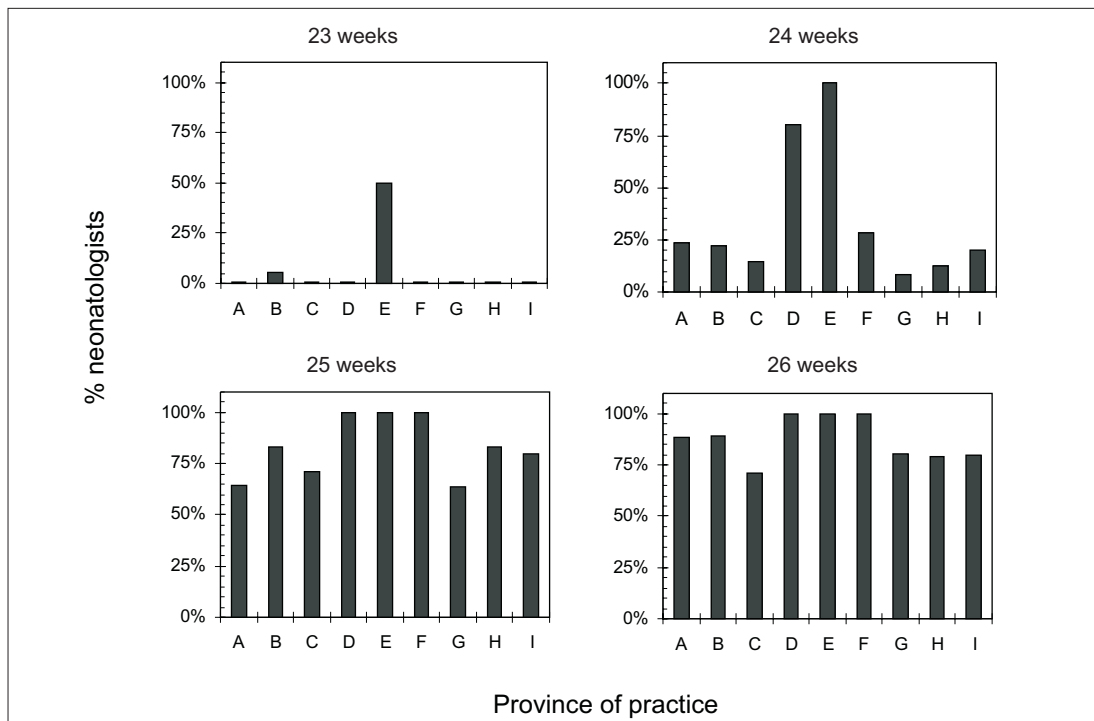 23 weeks
100%
75%
50%
25%
0%
A B C D E F G H I
24 weeks
100%
75%
50%
25%
0%
A B C D E F G H I
25 weeks
100%
75%
50%
25%
0%
A B C D E F G H I
26 weeks
100%
75%
50%
25%
0%
A B C D E F G H I
% neonatologists
Province of practice